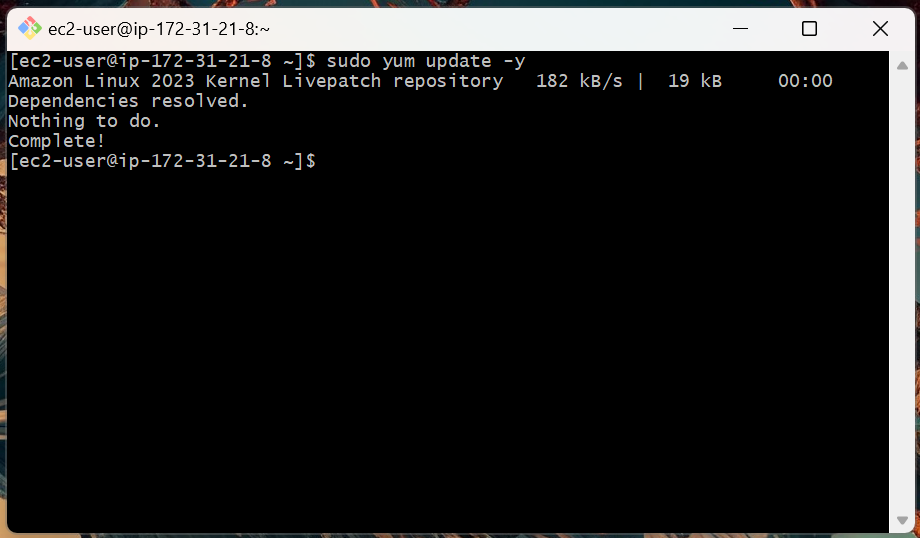 ec2-user@ip-172-31-21-8:~
[ec2-user@ip-172-31-21-8 ~]$ sudo yum update -y
Amazon Linux 2023 Kernel Livepatch repository   182 kB/s |  19 kB     00:00
Dependencies resolved.
Nothing to do.
Complete!
[ec2-user@ip-172-31-21-8 ~]$